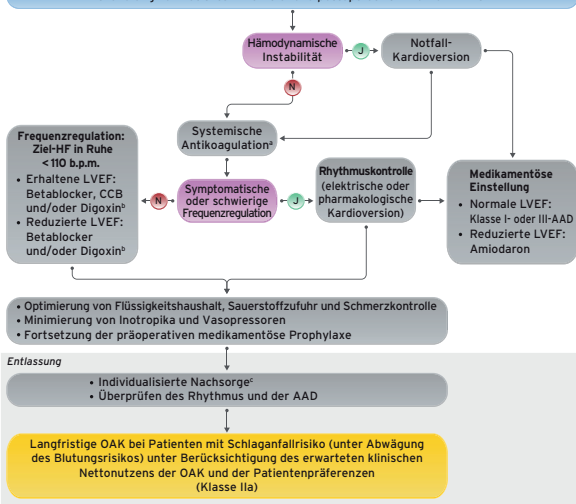 Hämodynamische
Instabilität
J
Notfall-
Kardioversion
N
Systemische
Antikoagulationᵃ
Frequenzregulation:
Ziel-HF in Ruhe
<110 b.p.m.
• Erhaltene LVEF:
Betablocker, CCB
und/oder Digoxinᵇ
• Reduzierte LVEF:
Betablocker
und/oder Digoxinᵇ
N
Symptomatische
oder schwierige
Frequenzregulation
J
Rhythmuskontrolle
(elektrische oder
pharmakologische
Kardioversion)
Medikamentöse
Einstellung
• Normale LVEF:
Klasse I- oder III-AAD
• Reduzierte LVEF:
Amiodaron
• Optimierung von Flüssigkeitshaushalt, Sauerstoffzufuhr und Schmerzkontrolle
• Minimierung von Inotropika und Vasopressoren
• Fortsetzung der präoperativen medikamentöse Prophylaxe
Entlassung
• Individualisierte Nachsorgeᶜ
• Überprüfen des Rhythmus und der AAD
Langfristige OAK bei Patienten mit Schlaganfallrisiko (unter Abwägung
des Blutungsrisikos) unter Berücksichtigung des erwarteten klinischen
Nettonutzens der OAK und der Patientenpräferenzen
(Klasse IIa)